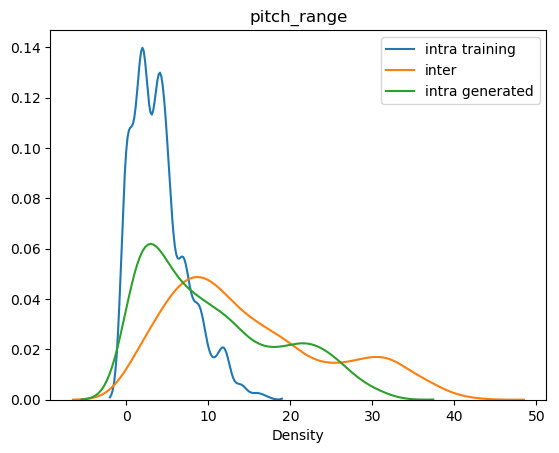 pitch_range
intra training
inter
intra generated
0.14
0.12
0.10
0.08
0.06
0.04
0.02
0.00
0 10 20 30 40 50
Density